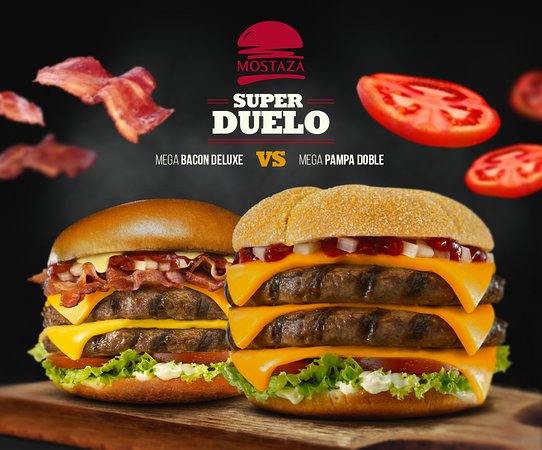 MOSTAZA
SUPER
DUELO
MEGA BACON DELUXE VS MEGA PAMPA DOBLE